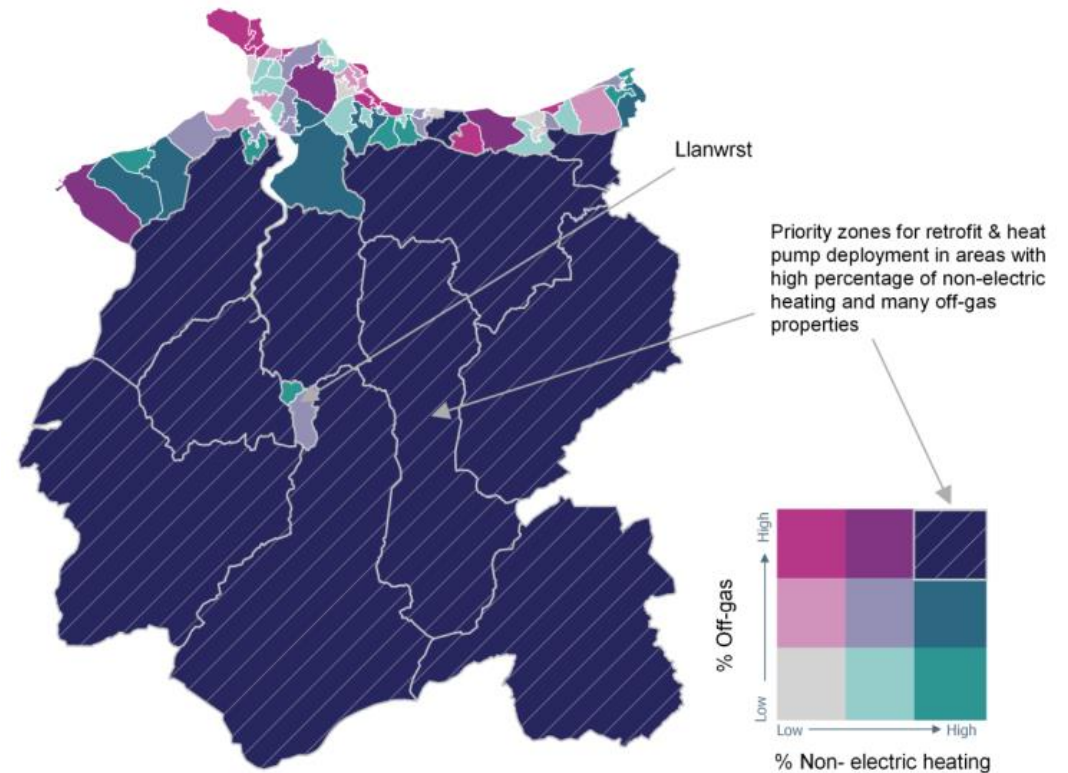 Llanwrst
Priority zones for retrofit & heat
pump deployment in areas with
high percentage of non-electric
heating and many off-gas
properties
High
% Off-gas
Low
Low
High
% Non- electric heating